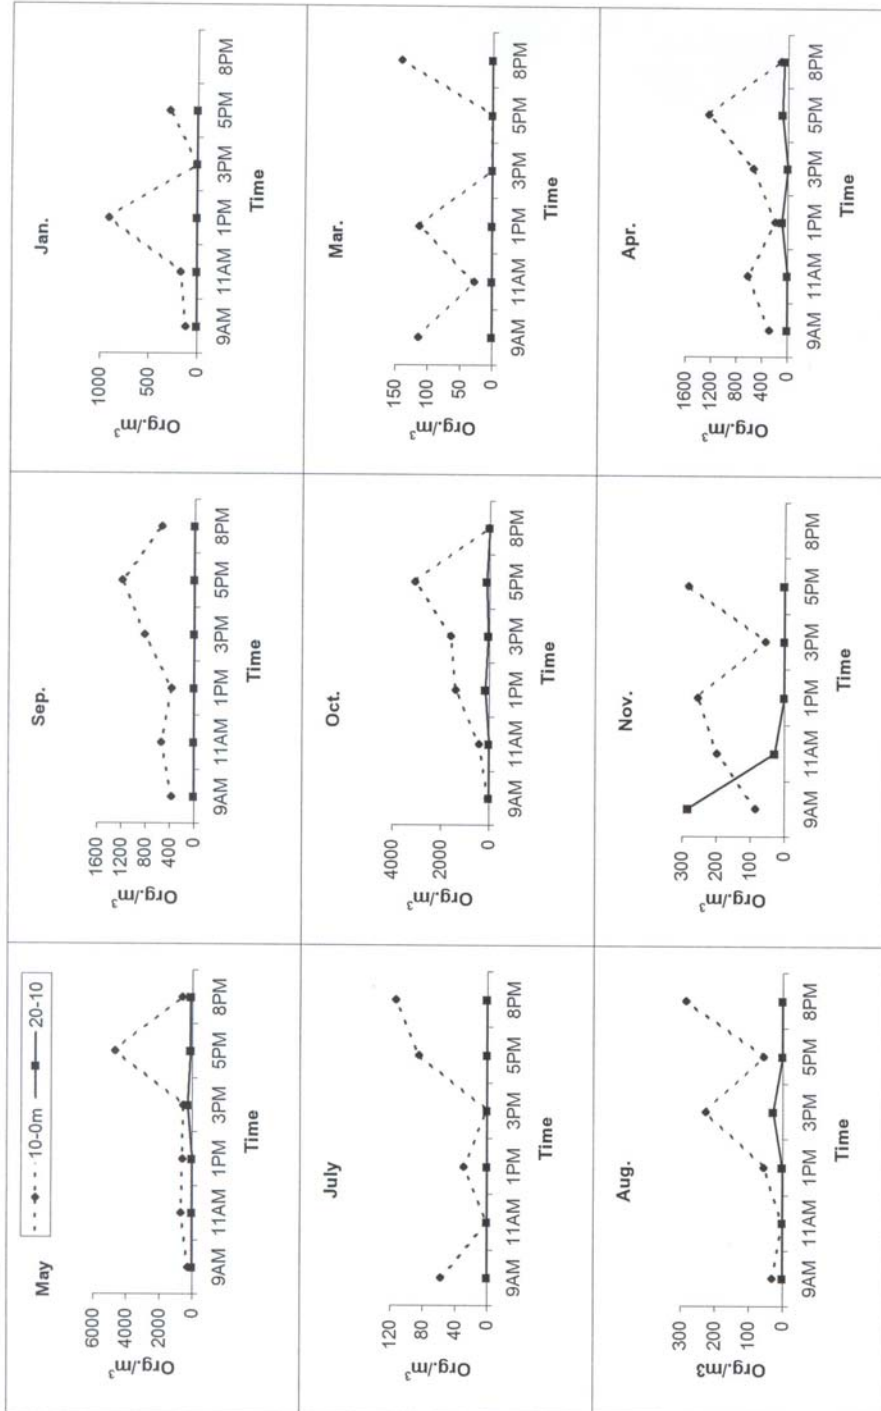 May
10-0m
20-10
6000
4000
2000
0
Org./m³
9AM 11AM 1PM 3PM 5PM 8PM
Time
Sep.
1600
1200
800
400
0
Org./m³
9AM 11AM 1PM 3PM 5PM 8PM
Time
Jan.
1000
500
0
Org./m³
9AM 11AM 1PM 3PM 5PM 8PM
Time
July
120
80
40
0
Org./m³
9AM 11AM 1PM 3PM 5PM 8PM
Time
Oct.
4000
2000
0
Org./m³
9AM 11AM 1PM 3PM 5PM 8PM
Time
Mar.
150
100
50
0
Org./m³
9AM 11AM 1PM 3PM 5PM 8PM
Time
Aug.
300
200
100
0
Org./m3
9AM 11AM 1PM 3PM 5PM 8PM
Time
Nov.
300
200
100
0
Org./m³
9AM 11AM 1PM 3PM 5PM 8PM
Time
Apr.
1600
1200
800
400
0
Org./m³
9AM 11AM 1PM 3PM 5PM 8PM
Time